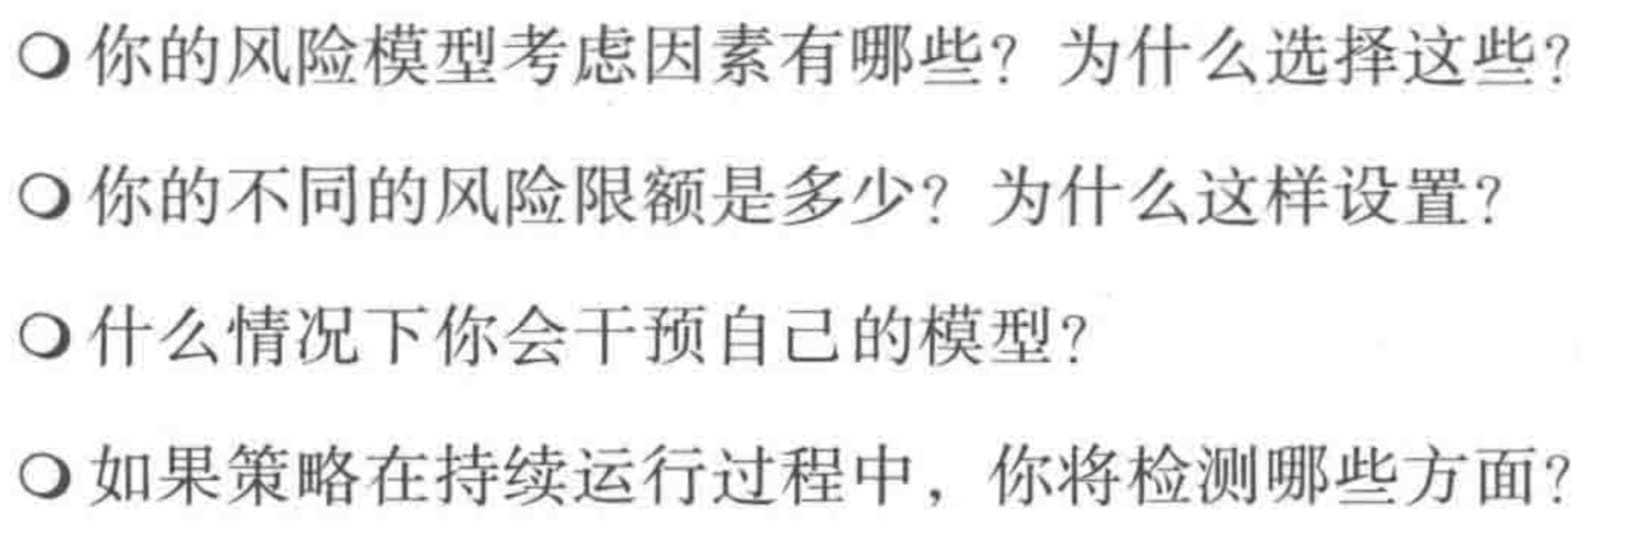 ❍ 你的风险模型考虑因素有哪些？为什么选择这些？
❍ 你的不同的风险限额是多少？为什么这样设置？
❍ 什么情况下你会干预自己的模型？
❍ 如果策略在持续运行过程中，你将检测哪些方面？